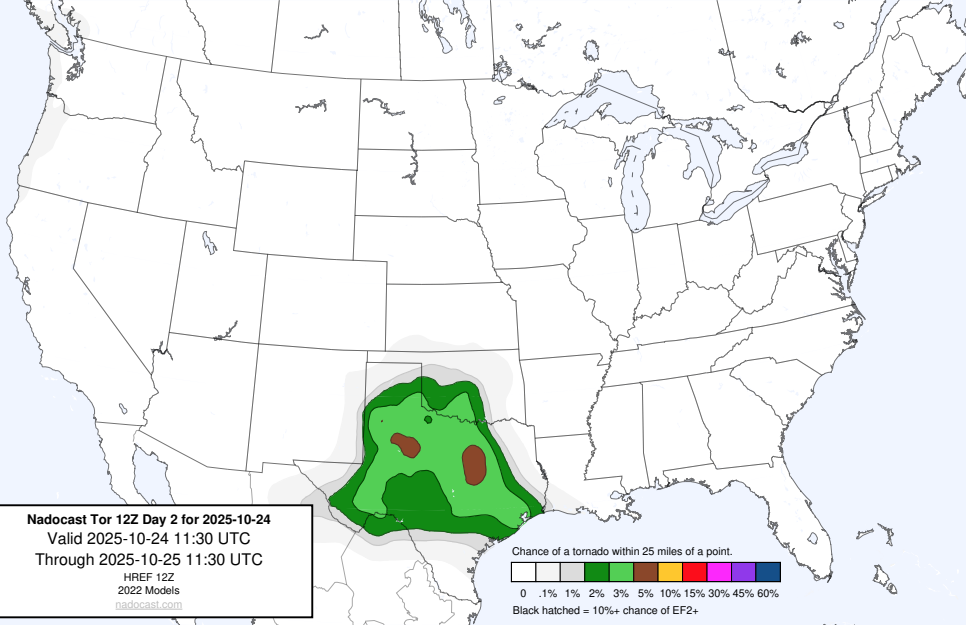 Nadocast Tor 12Z Day 2 for 2025-10-24
Valid 2025-10-24 11:30 UTC
Through 2025-10-25 11:30 UTC
HREF 12Z
2022 Models
nadocast.com
Chance of a tornado within 25 miles of a point.
0 .1% 1% 2% 3% 5% 10% 15% 30% 45% 60%
Black hatched = 10%+ chance of EF2+